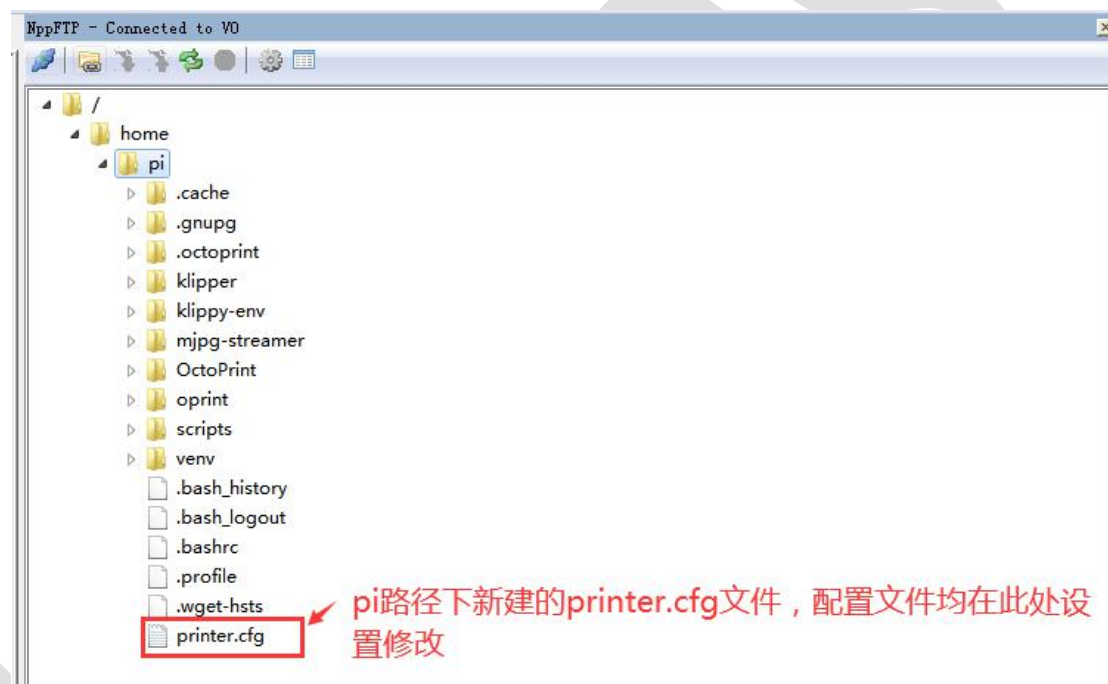 NppFTP - Connected to VO
/
home
pi
.cache
.gnupg
.octoprint
klipper
klippy-env
mjpg-streamer
OctoPrint
oprint
scripts
venv
.bash_history
.bash_logout
.bashrc
.profile
.wget-hsts
printer.cfg
pi路径下新建的printer.cfg文件，配置文件均在此处设
置修改